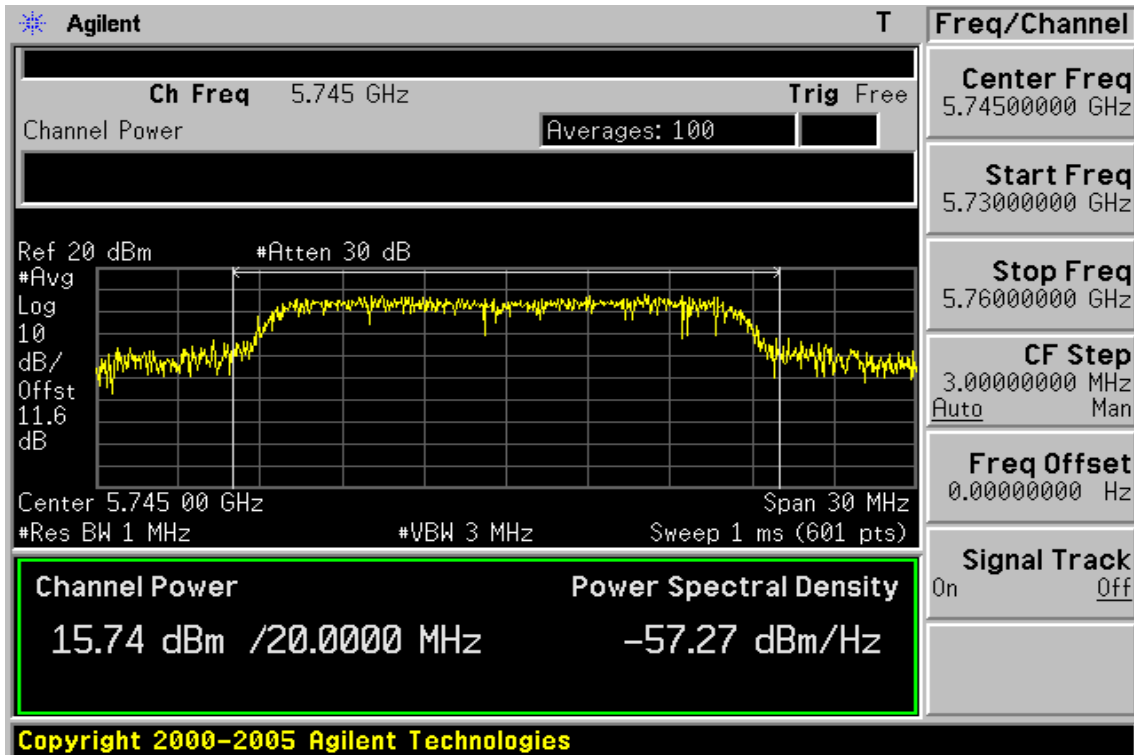 Agilent T
Freq/Channel
Ch Freq 5.745 GHz Trig Free
Channel Power Averages: 100
Ref 20 dBm #Atten 30 dB
#Avg
Log
10
dB/
Offst
11.6
dB
Center 5.745 00 GHz Span 30 MHz
#Res BW 1 MHz #VBW 3 MHz Sweep 1 ms (601 pts)
Channel Power Power Spectral Density
15.74 dBm /20.0000 MHz -57.27 dBm/Hz
Center Freq
5.74500000 GHz
Start Freq
5.73000000 GHz
Stop Freq
5.76000000 GHz
CF Step
3.00000000 MHz
Auto Man
Freq Offset
0.00000000 Hz
Signal Track
On Off
Copyright 2000-2005 Agilent Technologies